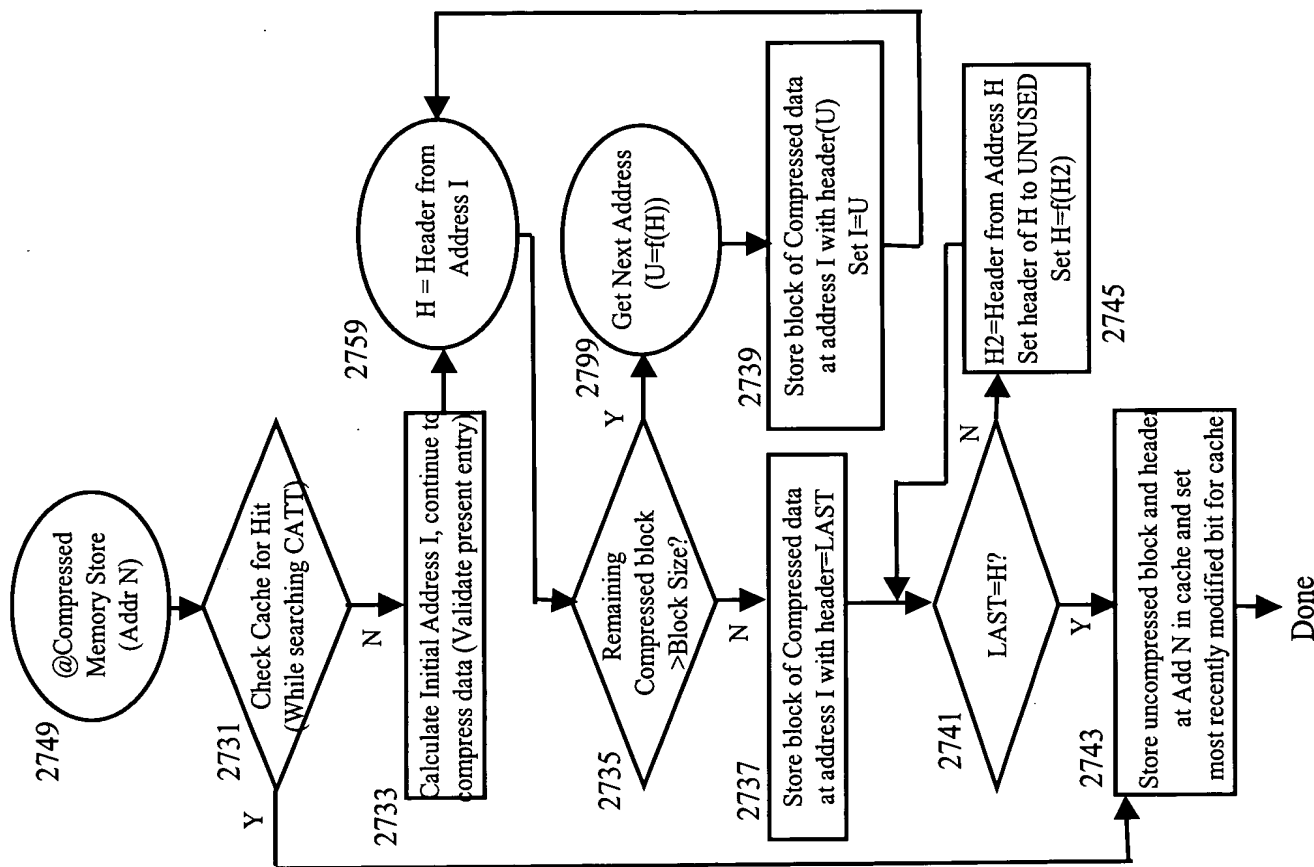 2749
@Compressed
Memory Store
(Addr N)
2731
Check Cache for Hit
(While searching CATT)
Y
N
2733
Calculate Initial Address I, continue to
compress data (Validate present entry)
2759
H = Header from
Address I
2735
Remaining
Compressed block
>Block Size?
Y
N
2799
Get Next Address
(U=f(H))
2739
Store block of Compressed data
at address I with header(U)
Set I=U
2737
Store block of Compressed data
at address I with header=LAST
2741
LAST=H?
N
Y
H2=Header from Address H
Set header of H to UNUSED
Set H=f(H2)
2745
2743
Store uncompressed block and header
at Add N in cache and set
most recently modified bit for cache
Done